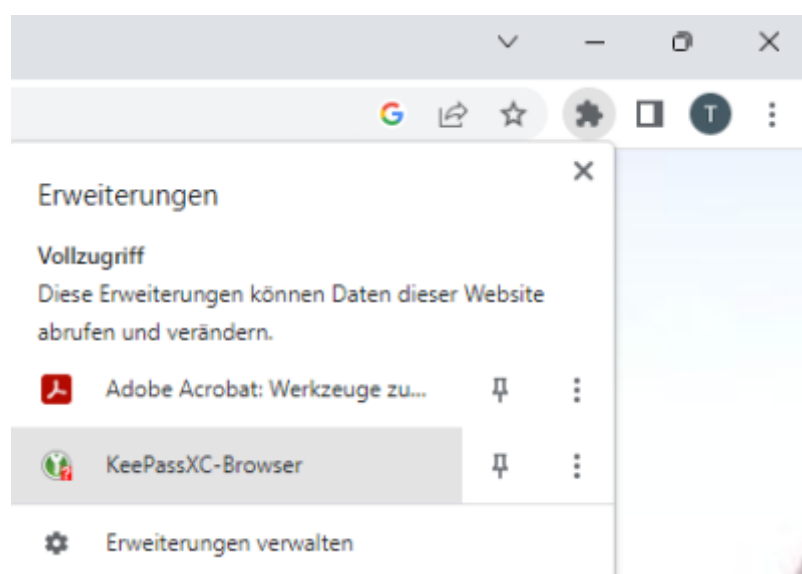 T
Erweiterungen
Vollzugriff
Diese Erweiterungen können Daten dieser Website
abrufen und verändern.
Adobe Acrobat: Werkzeuge zu...
KeePassXC-Browser
Erweiterungen verwalten